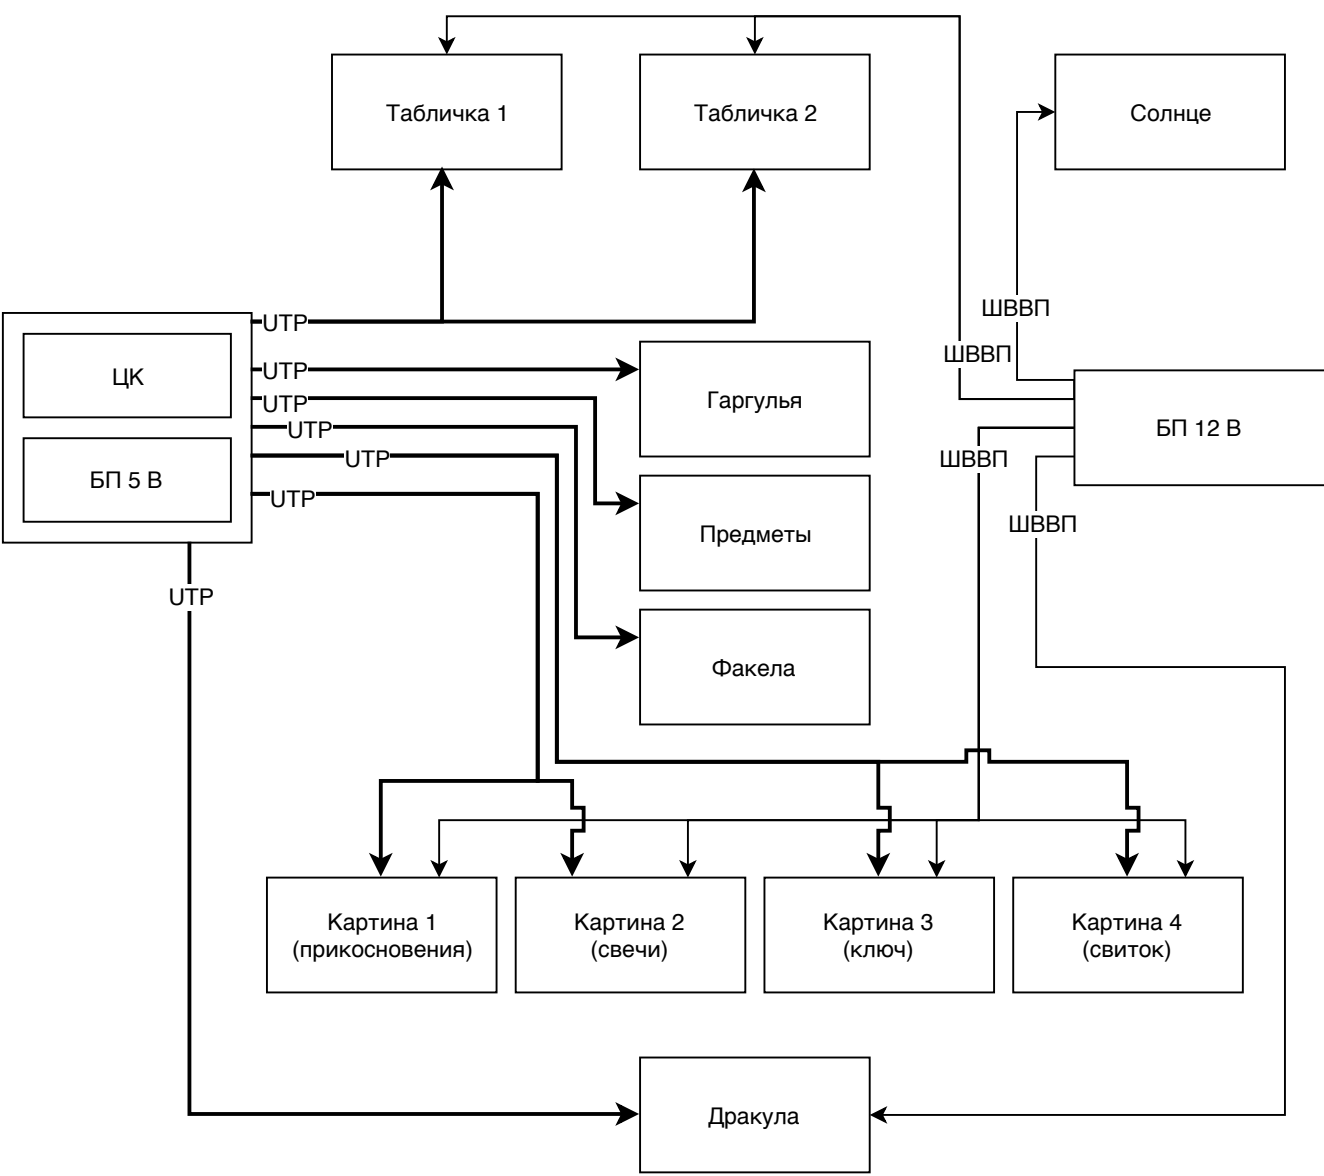 Табличка 1
Табличка 2
Солнце
ШВВП
UTP
ШВВП
ЦК
UTP
Гаргулья
UTP
UTP
БП 12 В
БП 5 В
UTP
ШВВП
UTP
ШВВП
Предметы
UTP
Факела
Картина 1
(прикосновения)
Картина 2
(свечи)
Картина 3
(ключ)
Картина 4
(свиток)
Дракула